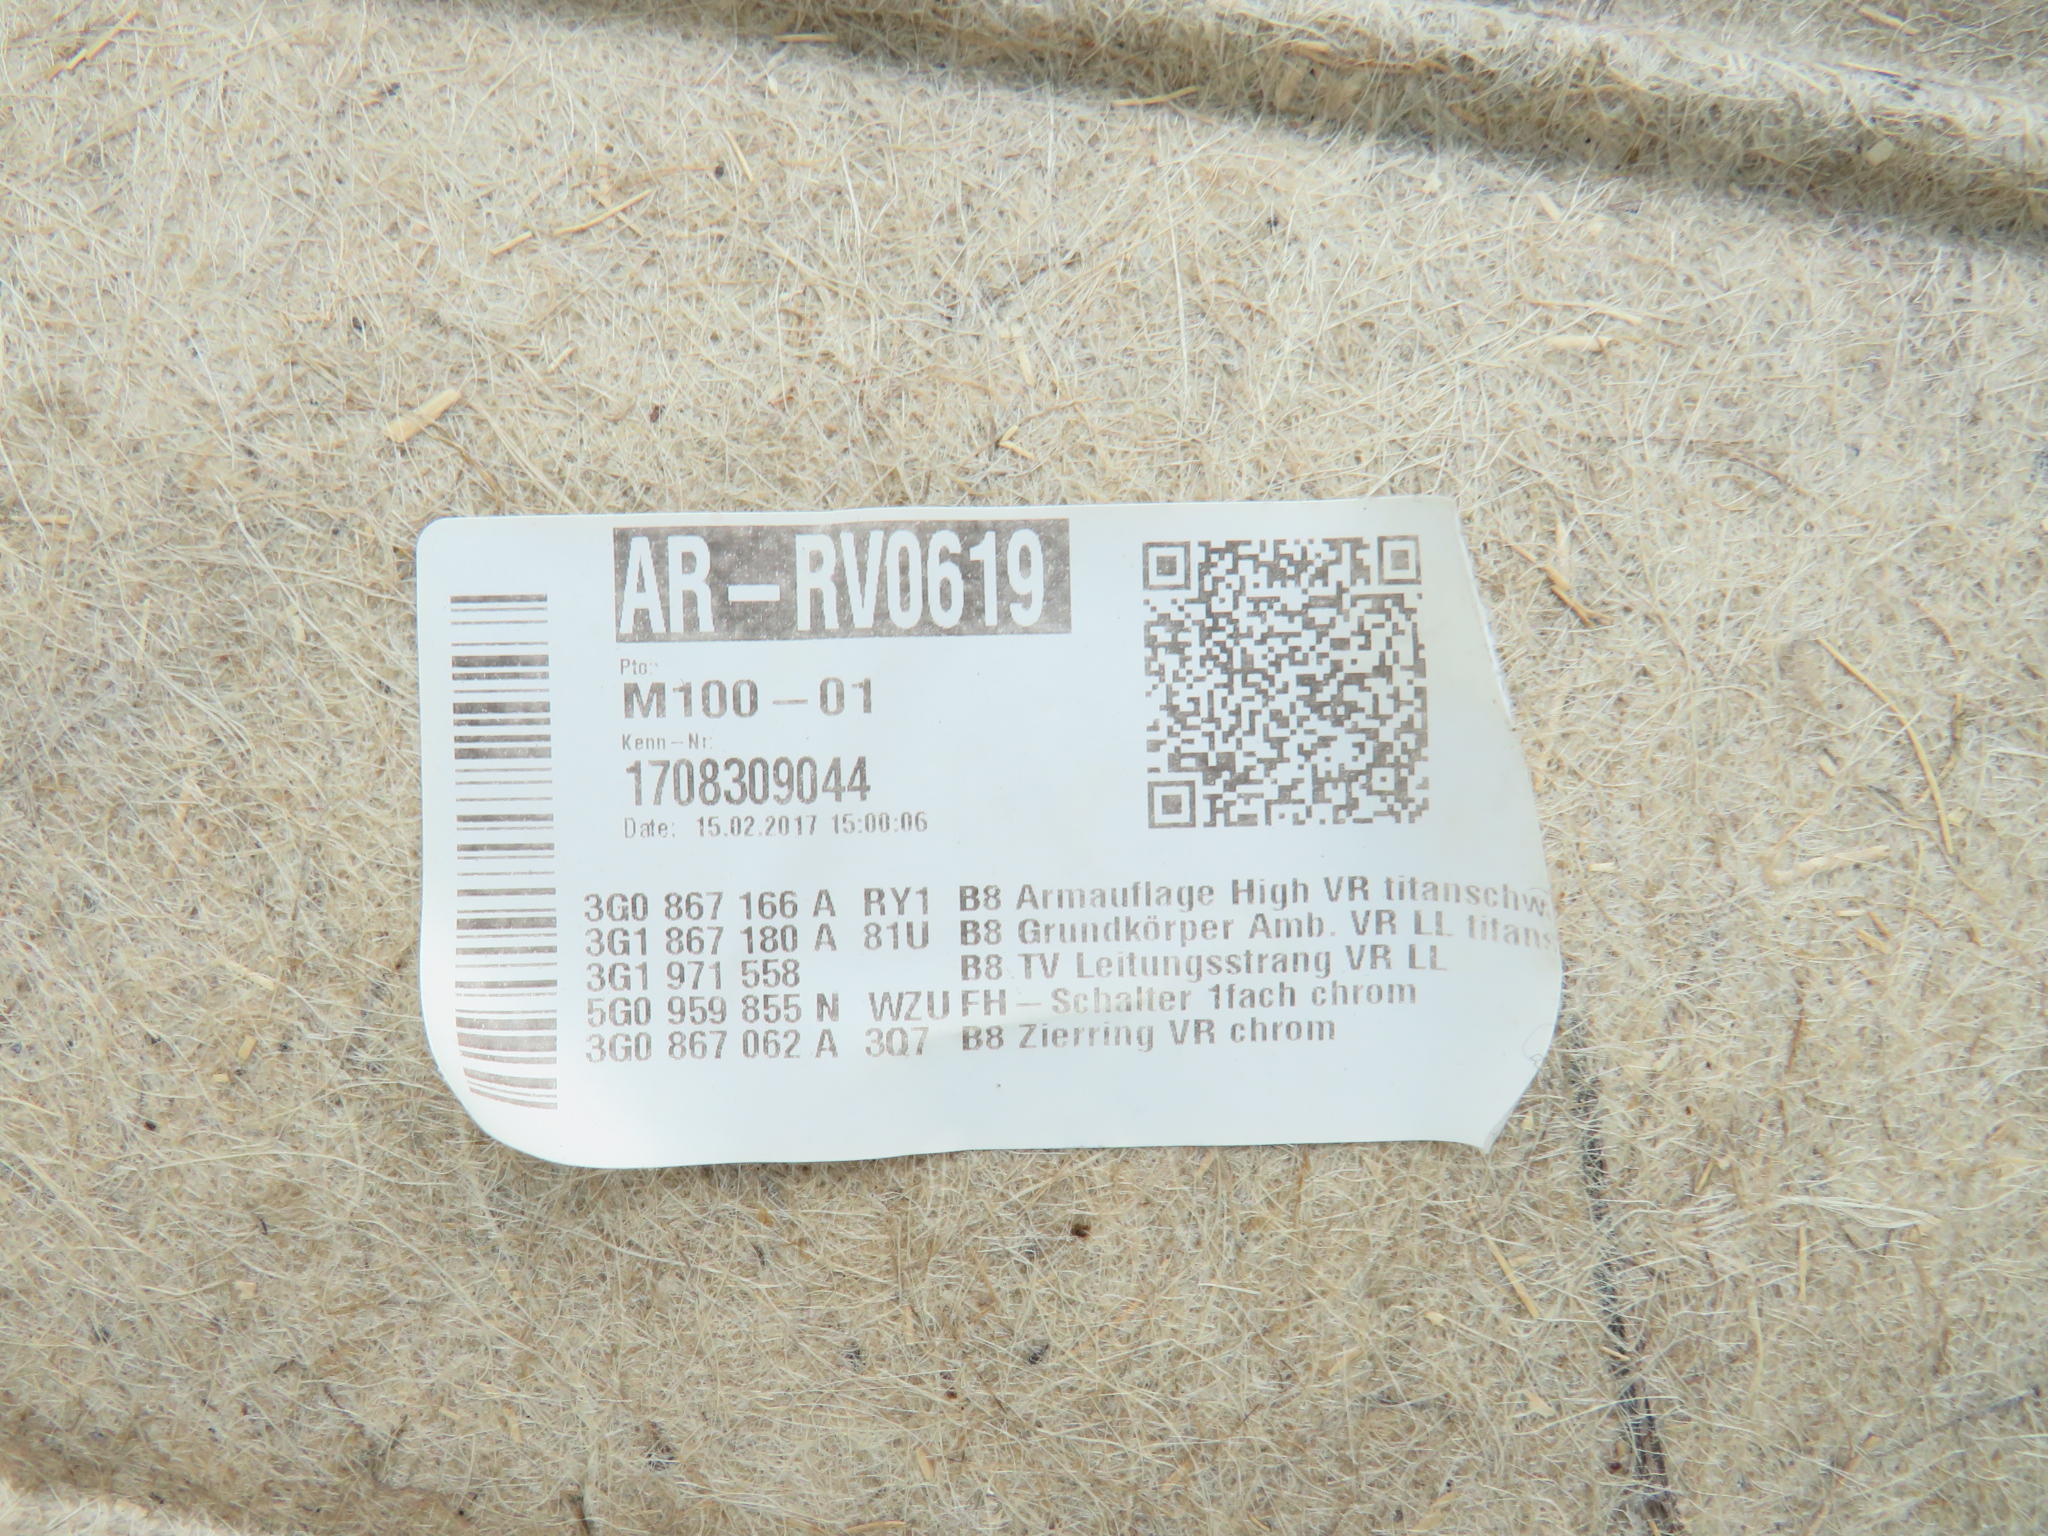 AR-RV0619
M100-01
Kenn-Nr:
1708309044
Date: 15.02.2017 15:00:06
3G0 867 166 A RY1 B8 Armauflage High VR titanschw.
3G1 867 180 A 81U B8 Grundkörper Amb. VR LL titans
3G1 971 558 B8 TV Leitungsstrang VR LL
5G0 959 855 N WZU FH-Schalter 1fach chrom
3G0 867 062 A 3Q7 B8 Zierring VR chrom